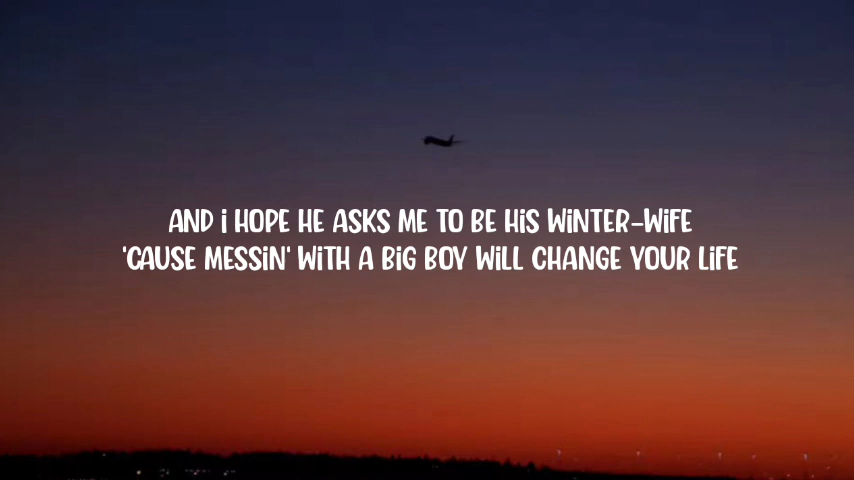 AND i HOPE HE ASKS ME TO BE HiS WiNTER-WiFE
'CAUSE MESSiN' WiTH A BiG BOY WiLL CHANGE YOUR LiFE